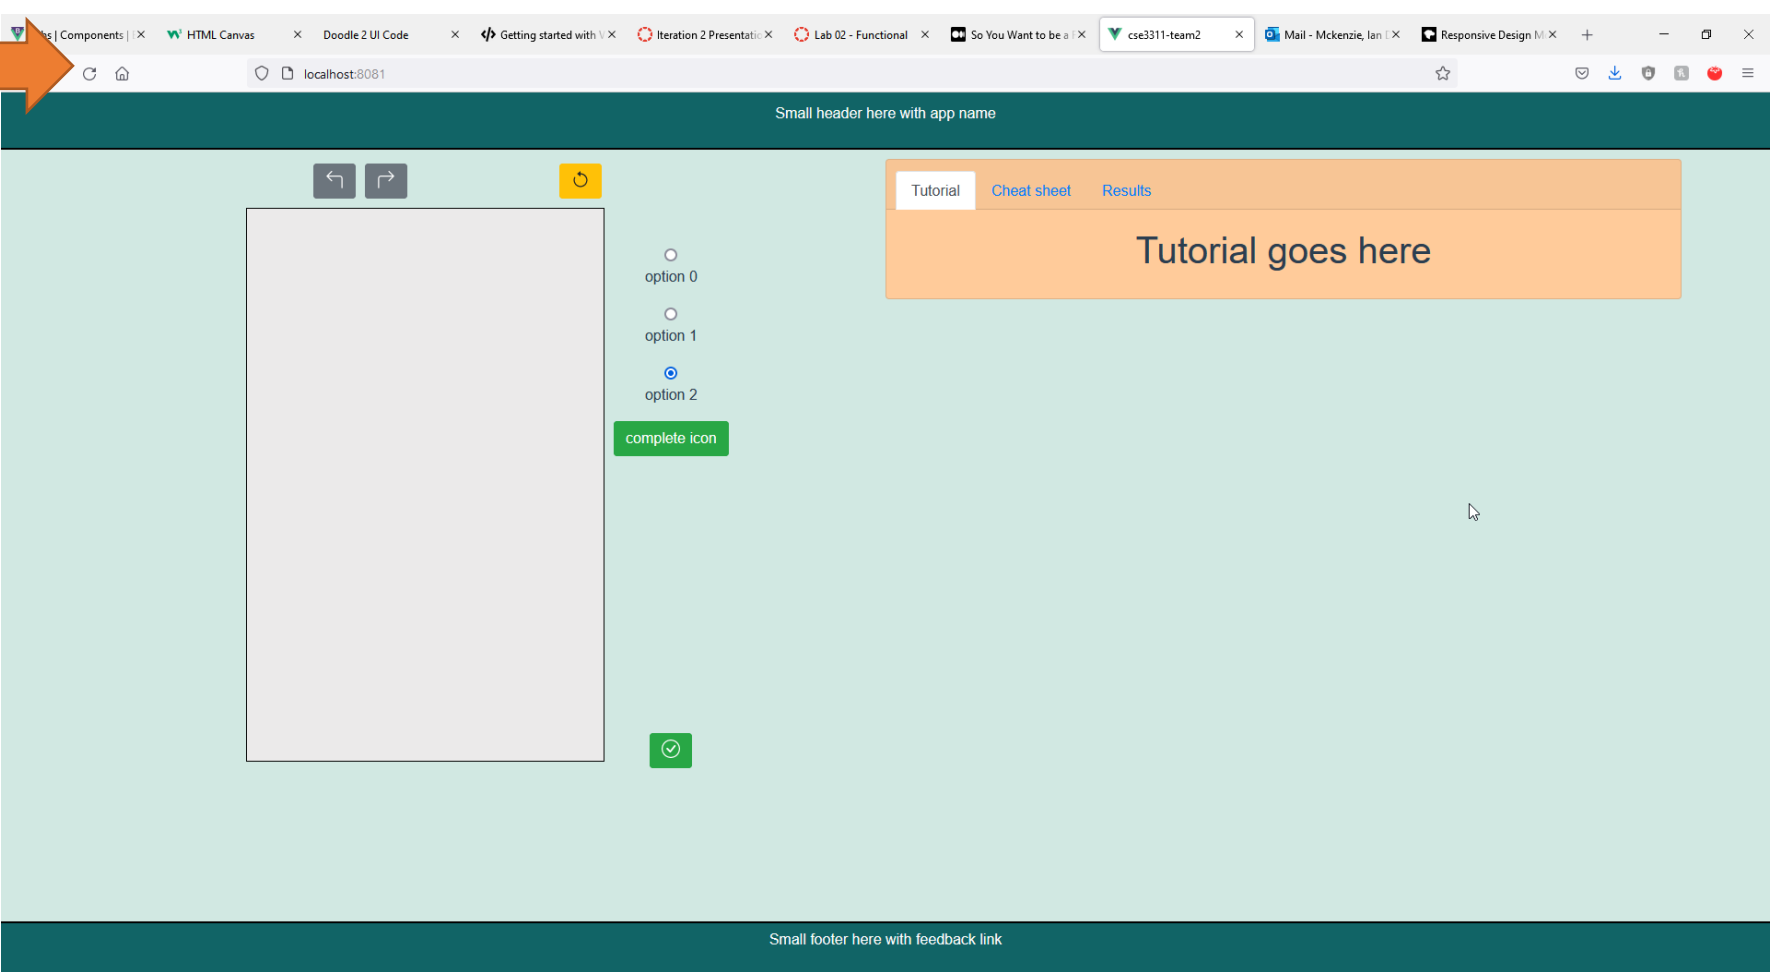 bs | Components |
HTML Canvas
Doodle 2 UI Code
Getting started with V
Iteration 2 Presentatio
Lab 02 - Functional
So You Want to be a
cse3311-team2
Mail - Mckenzie, Ian
Responsive Design M
localhost:8081
Small header here with app name
Tutorial
Cheat sheet
Results
Tutorial goes here
option 0
option 1
option 2
complete icon
Small footer here with feedback link